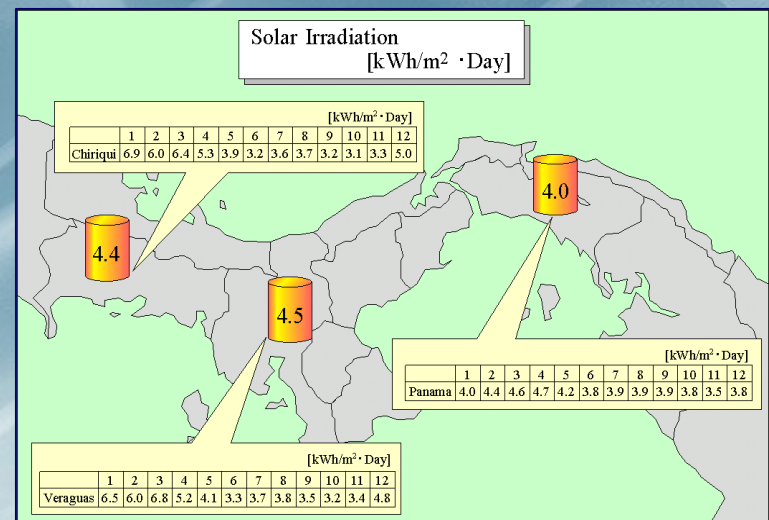 Solar Irradiation
[kWh/m² ･Day]
[kWh/m²･Day]
1 2 3 4 5 6 7 8 9 10 11 12
Chiriqui 6.9 6.0 6.4 5.3 3.9 3.2 3.6 3.7 3.2 3.1 3.3 5.0
4.0
4.4
4.5
[kWh/m²･Day]
1 2 3 4 5 6 7 8 9 10 11 12
Panama 4.0 4.4 4.6 4.7 4.2 3.8 3.9 3.9 3.9 3.8 3.5 3.8
[kWh/m²･Day]
1 2 3 4 5 6 7 8 9 10 11 12
Veraguas 6.5 6.0 6.8 5.2 4.1 3.3 3.7 3.8 3.5 3.2 3.4 4.8